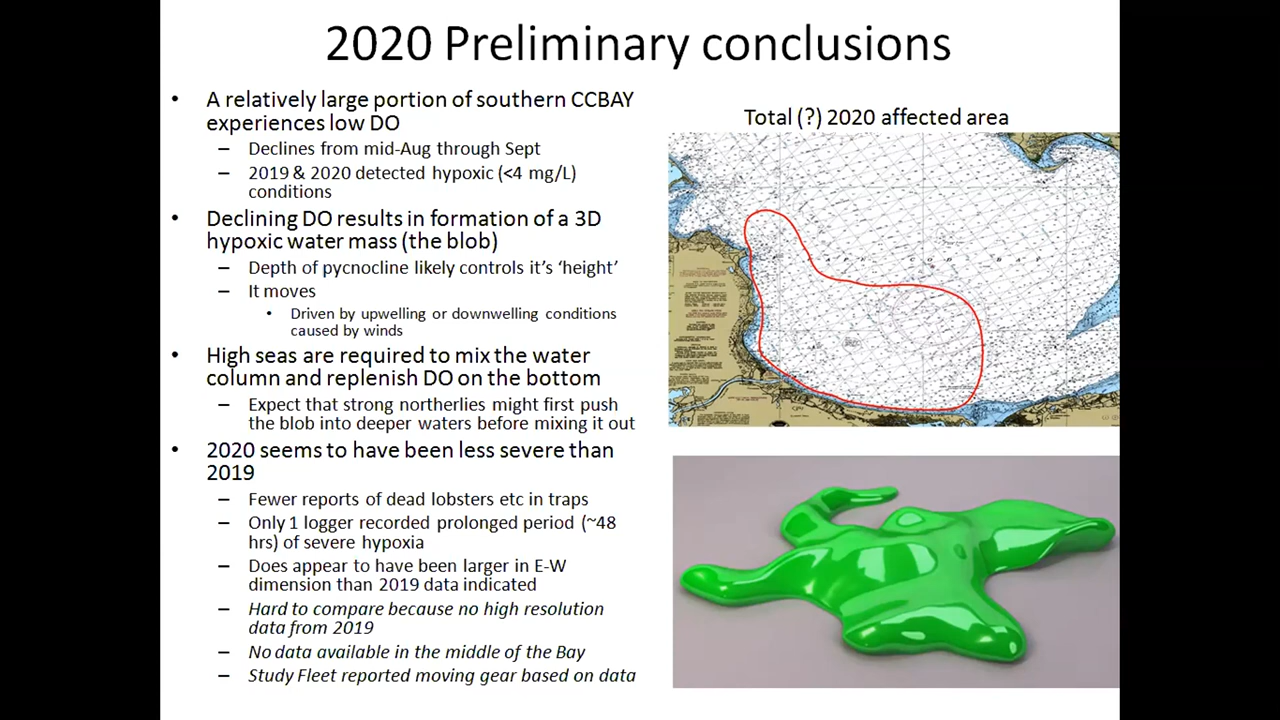 2020 Preliminary conclusions
• A relatively large portion of southern CCBAY
experiences low DO
– Declines from mid-Aug through Sept
– 2019 & 2020 detected hypoxic (<4 mg/L)
conditions
• Declining DO results in formation of a 3D
hypoxic water mass (the blob)
– Depth of pycnocline likely controls it's 'height'
– It moves
• Driven by upwelling or downwelling conditions
caused by winds
• High seas are required to mix the water
column and replenish DO on the bottom
– Expect that strong northerlies might first push
the blob into deeper waters before mixing it out
• 2020 seems to have been less severe than
2019
– Fewer reports of dead lobsters etc in traps
– Only 1 logger recorded prolonged period (~48
hrs) of severe hypoxia
– Does appear to have been larger in E-W
dimension than 2019 data indicated
– Hard to compare because no high resolution
data from 2019
– No data available in the middle of the Bay
– Study Fleet reported moving gear based on data
Total (?) 2020 affected area
CAPE COD BAY